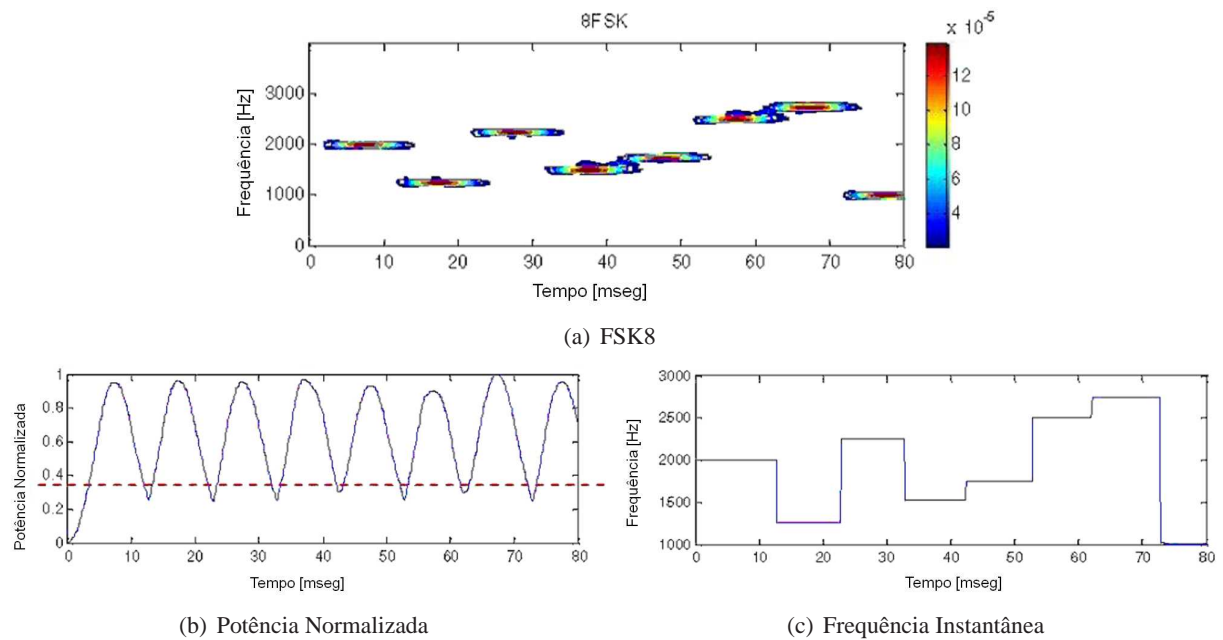 8FSK
x 10^-5
Frequência [Hz]
3000
2000
1000
0
0 10 20 30 40 50 60 70 80
12
10
8
6
4
Tempo [mseg]
(a) FSK8
Potência Normalizada
1
0.8
0.6
0.4
0.2
0
0 10 20 30 40 50 60 70 80
Tempo [mseg]
(b) Potência Normalizada
Frequência [Hz]
3000
2500
2000
1500
1000
0 10 20 30 40 50 60 70 80
Tempo [mseg]
(c) Frequência Instantânea